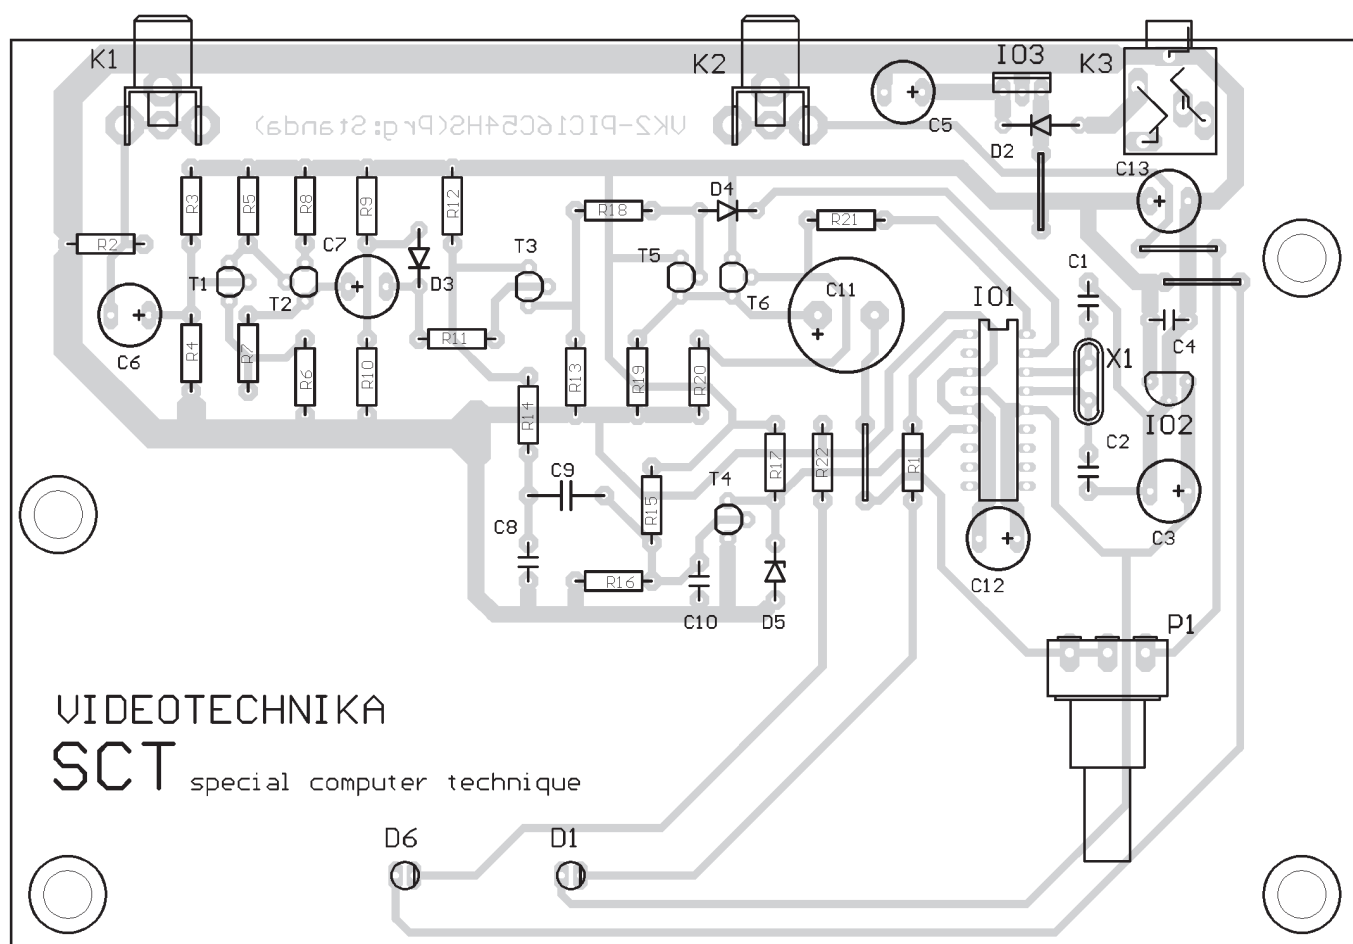 K1
K2
IO3
K3
VK2-PIC16C54HS(Prg:Standa)
C5
D2
C13
R3
R5
R8
R9
R12
R18
D4
R21
R2
C7
T1
T2
D3
T3
T5
T6
C11
C1
IO1
C6
R4
R7
R6
R10
R11
R13
R19
R20
X1
C4
R14
IO2
C2
C9
R17
R22
R1
T4
R15
C8
C3
R16
C12
C10
D5
P1
VIDEOTECHNIKA
SCT special computer technique
D6
D1